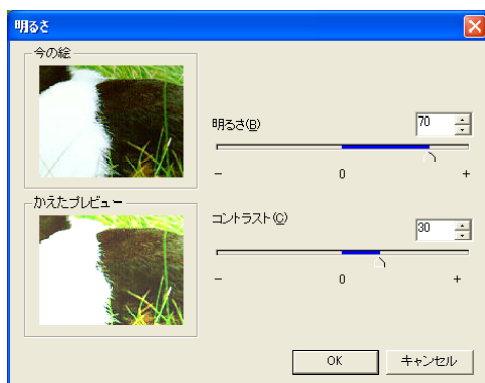 明るさ
今の絵
明るさ(B) 70
- 0 +
かえたプレビュー
コントラスト(C) 30
- 0 +
OK キャンセル